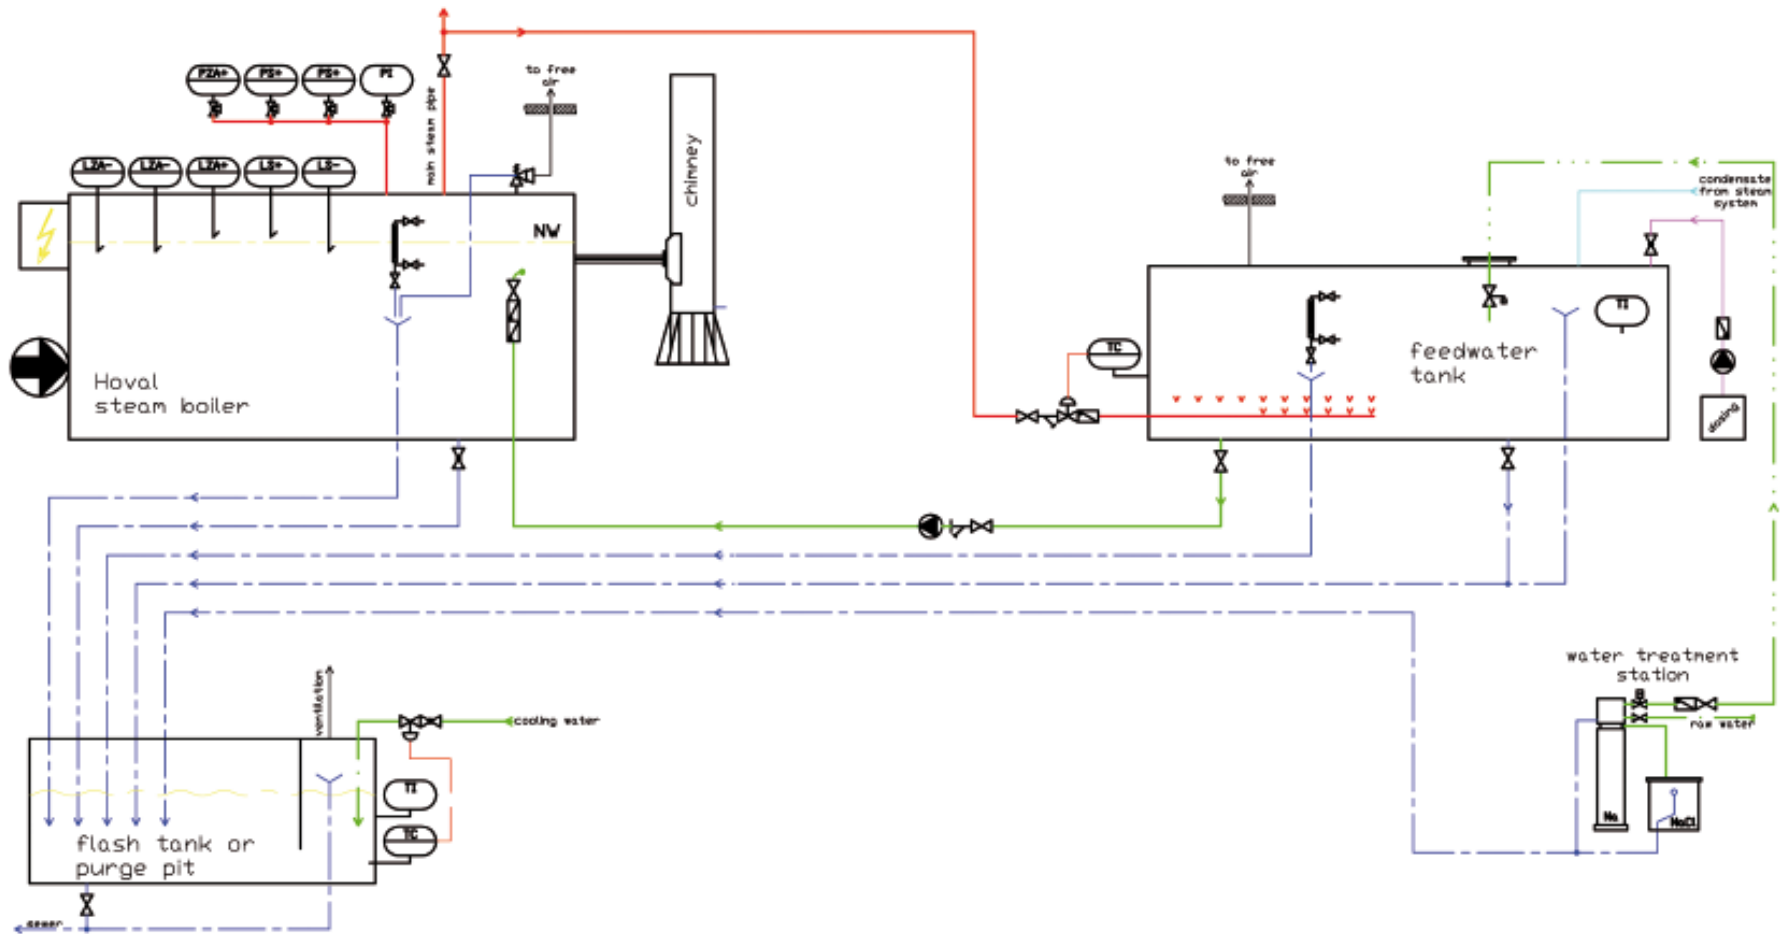 PZA+
PS+
PS+
PI
main steam pipe
to free
air
chimney
LZA-
LZA-
LZA+
LS+
LS-
NW
Hoval
steam boiler
to free
air
condensate
from steam
system
TI
TC
feedwater
tank
dosing
water treatment
station
raw water
Na
NaCl
ventilation
cooling water
TI
TC
flash tank or
purge pit
sewer